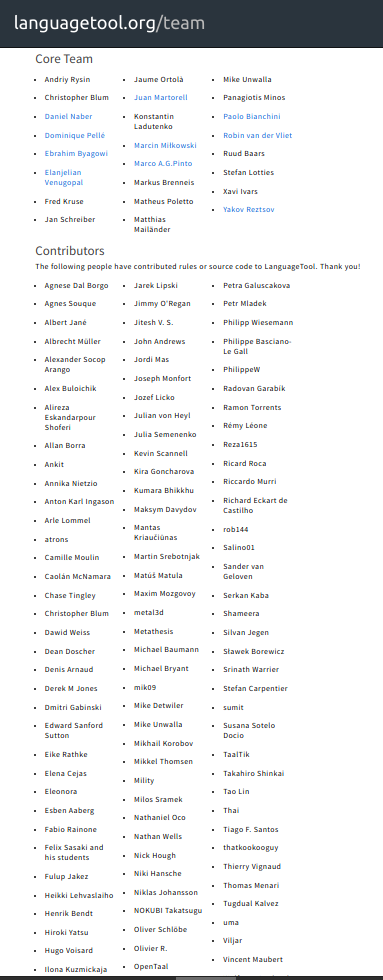 languagetool.org/team
Core Team
Andriy Rysin
Christopher Blum
Daniel Naber
Dominique Pellé
Ebrahim Byagowi
Elanjelian
Venugopal
Fred Kruse
Jan Schreiber
Jaume Ortolà
Juan Martorell
Konstantin
Ladutenko
Marcin Miłkowski
Marco A.G.Pinto
Markus Brenneis
Matheus Poletto
Matthias
Mailänder
Mike Unwalla
Panagiotis Minos
Paolo Bianchini
Robin van der Vliet
Ruud Baars
Stefan Lotties
Xavi Ivars
Yakov Reztsov
Contributors
The following people have contributed rules or source code to LanguageTool. Thank you!
Agnese Dal Borgo
Agnes Souque
Albert Jané
Albrecht Müller
Alexander Socop
Arango
Alex Buloichik
Alireza
Eskandarpour
Shoferi
Allan Borra
Ankit
Annika Nietzio
Anton Karl Ingason
Arle Lommel
atrons
Camille Moulin
Caolán McNamara
Chase Tingley
Christopher Blum
Dawid Weiss
Dean Doscher
Denis Arnaud
Derek M Jones
Dmitri Gabinski
Edward Sanford
Sutton
Eike Rathke
Elena Cejas
Eleonora
Esben Aaberg
Fabio Rainone
Felix Sasaki and
his students
Fulup Jakez
Heikki Lehvaslaiho
Henrik Bendt
Hiroki Yatsu
Hugo Voisard
Ilona Kuzmickaja
Jarek Lipski
Jimmy O'Regan
Jitesh V. S.
John Andrews
Jordi Mas
Joseph Monfort
Jozef Licko
Julian von Heyl
Julia Semenenko
Kevin Scannell
Kira Goncharova
Kumara Bhikkhu
Maksym Davydov
Mantas
Kriaučiūnas
Martin Srebotnjak
Matúš Matula
Maxim Mozgovoy
metal3d
Metathesis
Michael Baumann
Michael Bryant
mik09
Mike Detwiler
Mike Unwalla
Mikhail Korobov
Mikkel Thomsen
Mility
Milos Sramek
Nathaniel Oco
Nathan Wells
Nick Hough
Niki Hansche
Niklas Johansson
NOKUBI Takatsugu
Oliver Schlöbe
Olivier R.
OpenTaal
Petra Galuscakova
Petr Mladek
Philipp Wiesemann
Philippe Basciano-
Le Gall
PhilippeW
Radovan Garabík
Ramon Torrents
Rémy Léone
Reza1615
Ricard Roca
Riccardo Murri
Richard Eckart de
Castilho
rob144
Salino01
Sander van
Geloven
Serkan Kaba
Shameera
Silvan Jegen
Sławek Borewicz
Srinath Warrier
Stefan Carpentier
sumit
Susana Sotelo
Docio
TaalTik
Takahiro Shinkai
Tao Lin
Thai
Tiago F. Santos
thatkookooguy
Thierry Vignaud
Thomas Menari
Tugdual Kalvez
uma
Viljar
Vincent Maubert